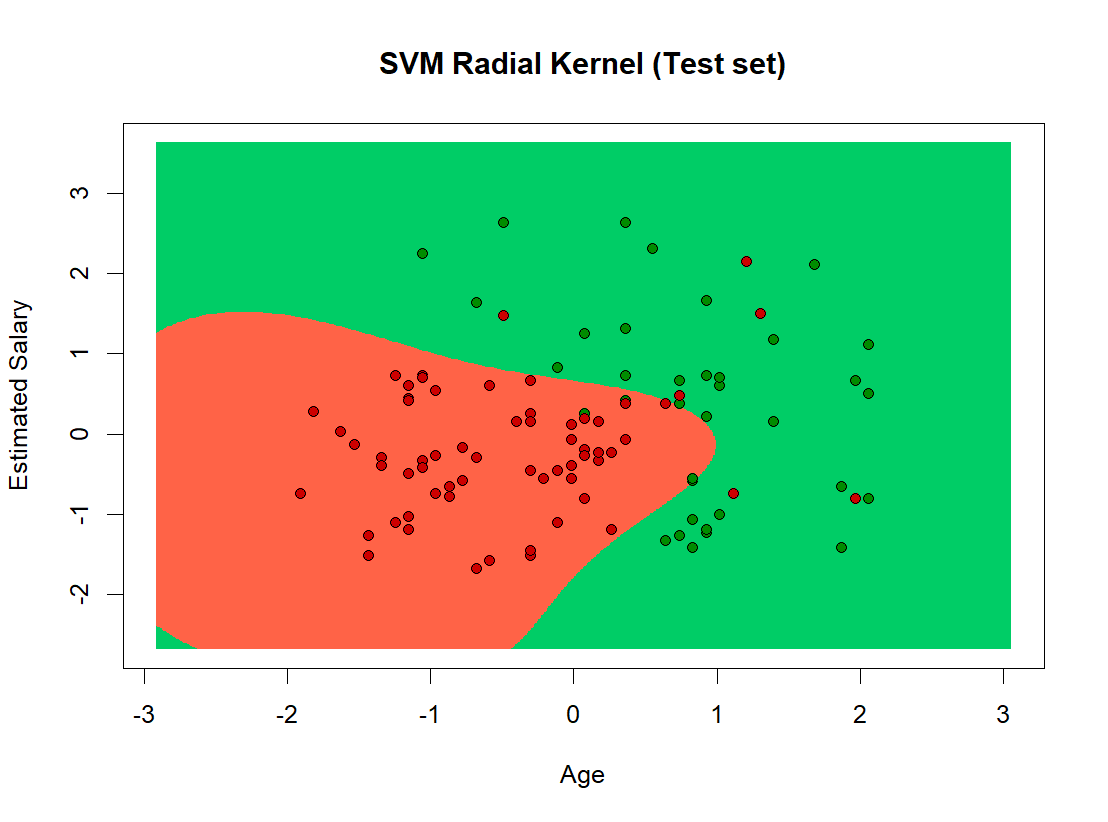 SVM Radial Kernel (Test set)
Estimated Salary
3
2
1
0
-1
-2
-3 -2 -1 0 1 2 3
Age